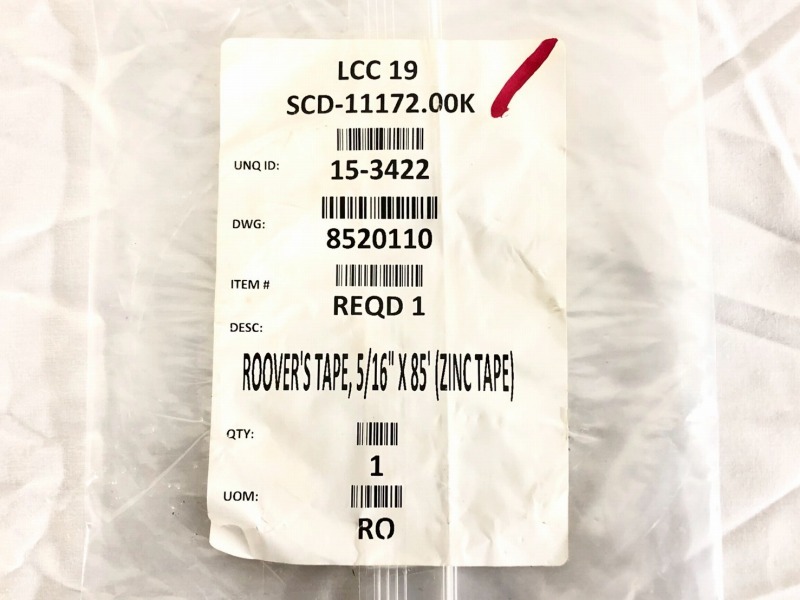 LCC 19
SCD-11172.00K
UNQ ID: 15-3422
DWG: 8520110
ITEM # REQD 1
DESC:
ROOVER'S TAPE, 5/16" X 85' (ZINC TAPE)
QTY: 1
UOM: RO